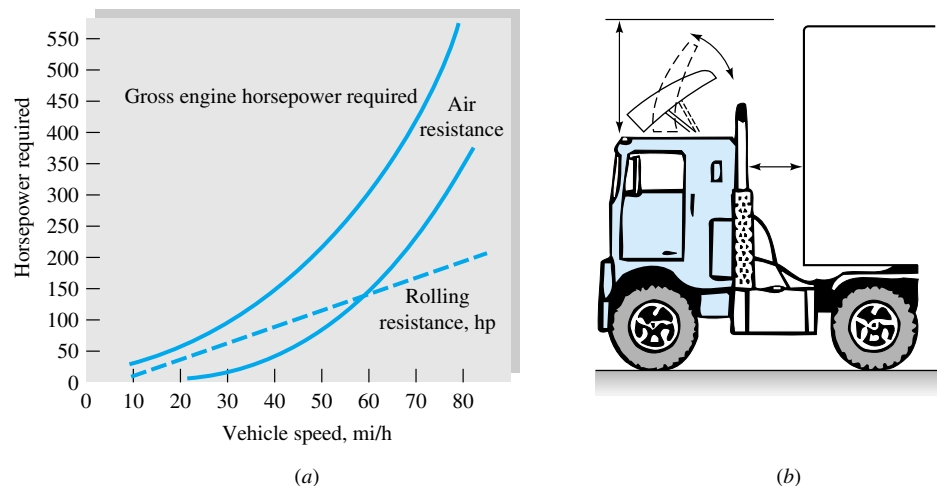 550
500
450
400
350
300
250
200
150
100
50
0
Horsepower required
Gross engine horsepower required
Air
resistance
Rolling
resistance, hp
0 10 20 30 40 50 60 70 80
Vehicle speed, mi/h
(a)
(b)